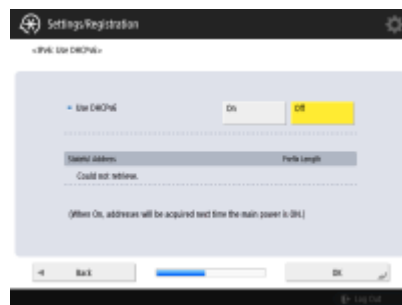 Settings/Registration
<IPv6: Use DHCPv6>
Use DHCPv6
On
Off
Stateful Address
Prefix Length
Could not retrieve.
(When On, addresses will be acquired next time the main power is ON.)
Back
OK
Log Out